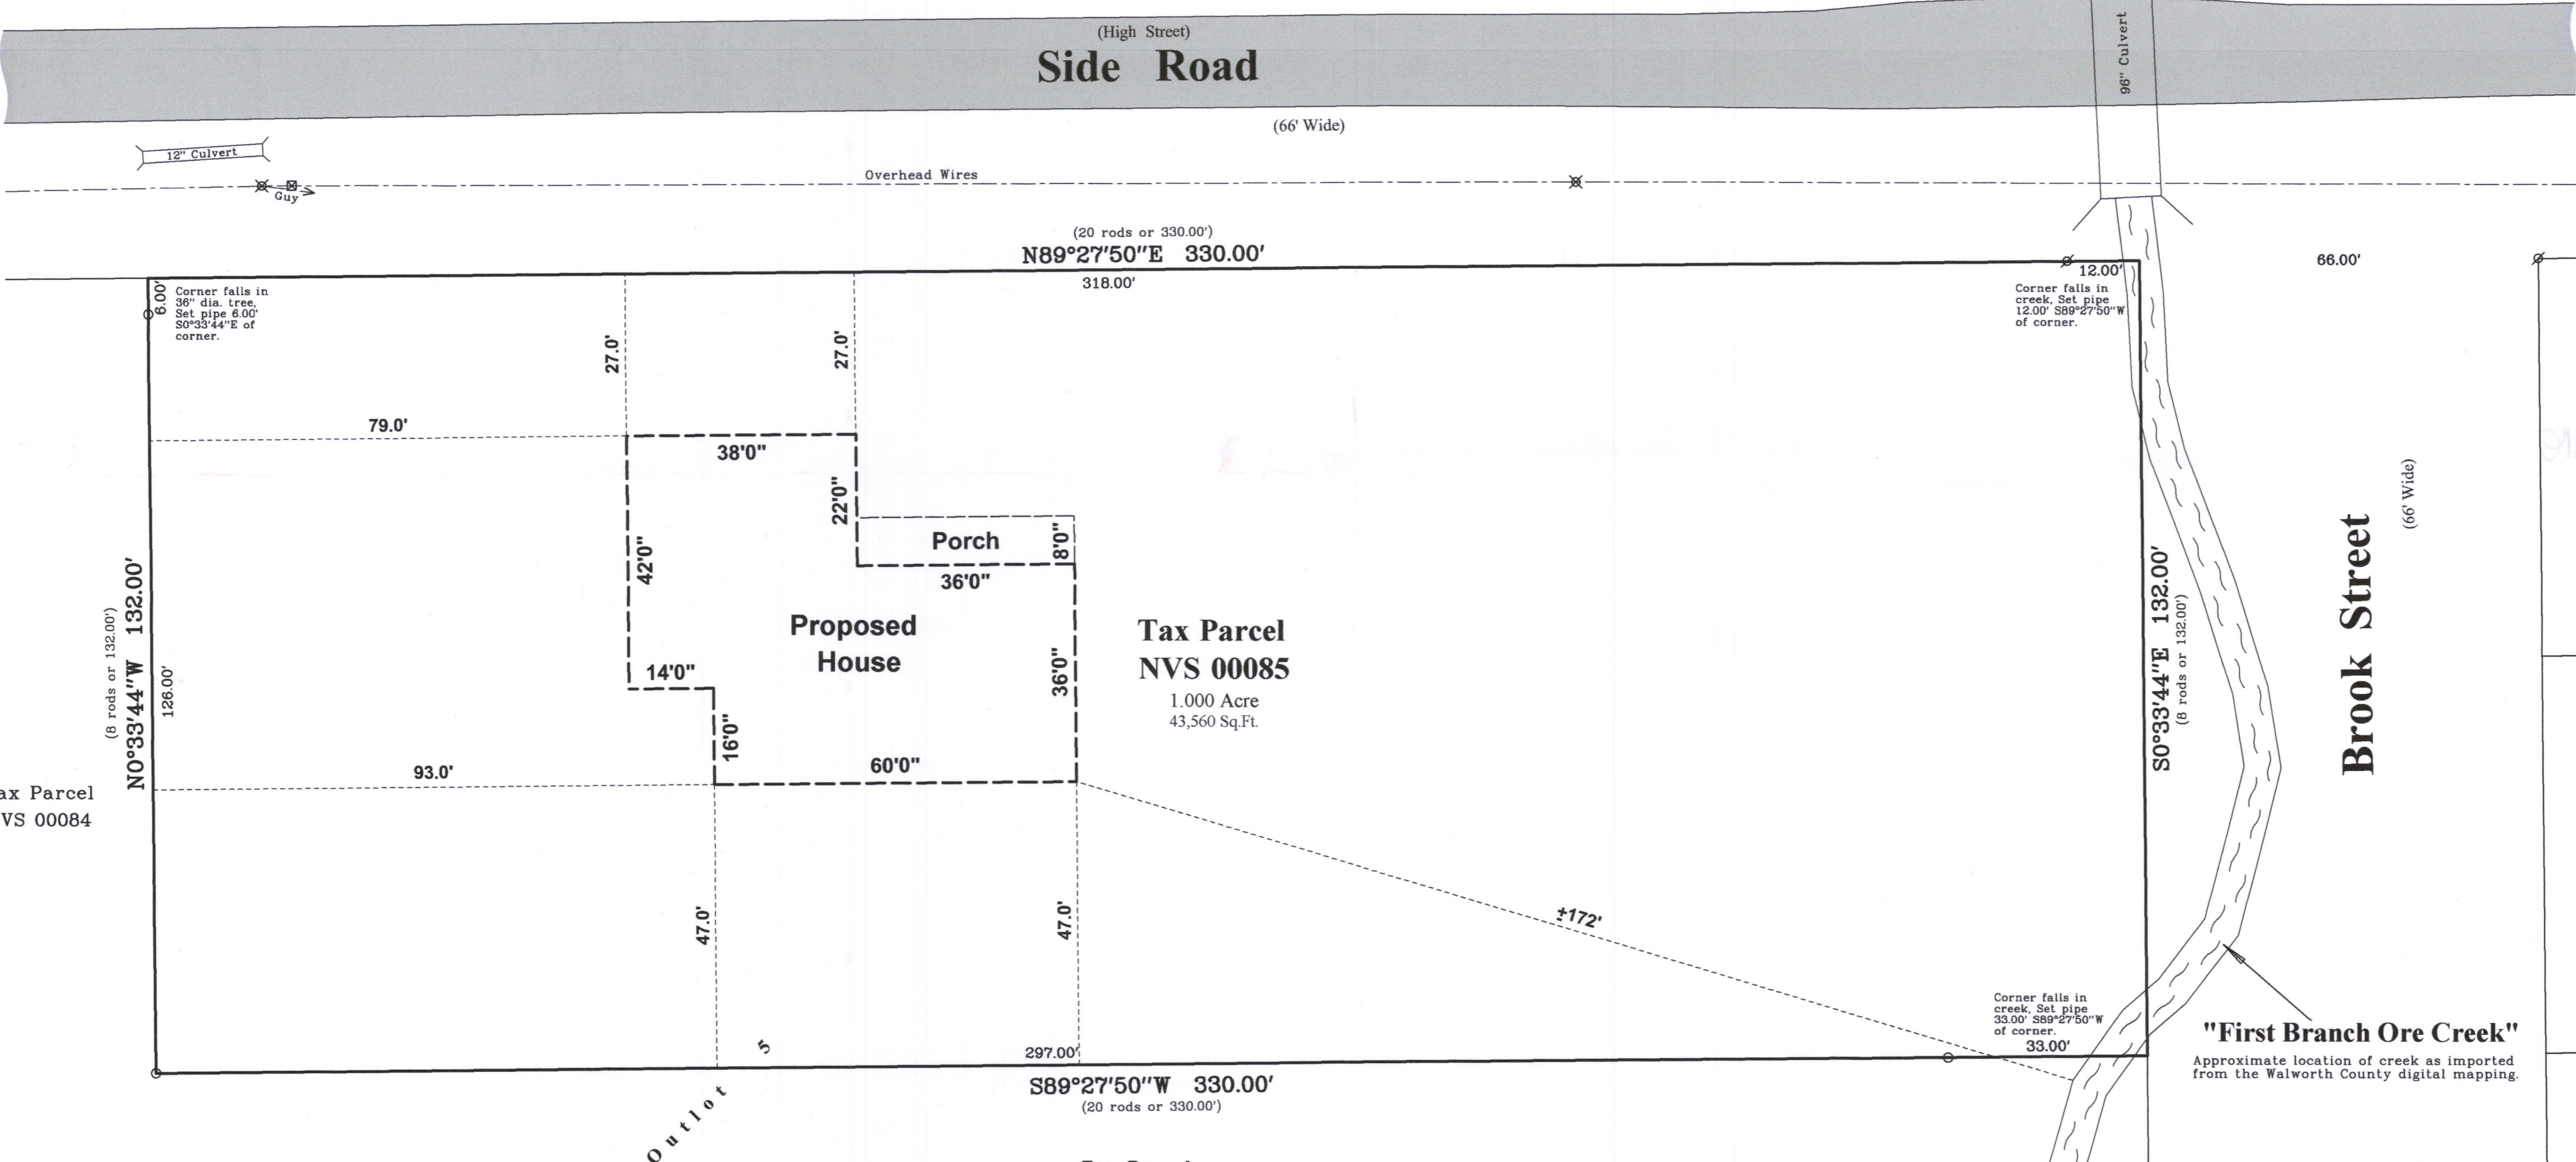 (High Street)
Side Road
96" Culvert
(66' Wide)
12" Culvert
Overhead Wires
Guy
(20 rods or 330.00')
N89°27'50"E 330.00'
318.00'
12.00'
66.00'
6.00'
Corner falls in
36" dia. tree,
Set pipe 6.00'
S0°33'44"E of
corner.
Corner falls in
creek, Set pipe
12.00' S89°27'50"W
of corner.
27.0'
27.0'
79.0'
38'0"
22'0"
Porch
8'0"
36'0"
42'0"
Proposed
House
14'0"
16'0"
36'0"
60'0"
93.0'
Tax Parcel
NVS 00085
1.000 Acre
43,560 Sq.Ft.
(8 rods or 132.00')
N0°33'44"W 132.00'
126.00'
S0°33'44"E 132.00'
(8 rods or 132.00')
Brook Street
(66' Wide)
ax Parcel
VS 00084
47.0'
47.0'
±172'
Corner falls in
creek, Set pipe
33.00' S89°27'50"W
of corner.
33.00'
297.00'
S89°27'50"W 330.00'
(20 rods or 330.00')
Outlot 5
"First Branch Ore Creek"
Approximate location of creek as imported
from the Walworth County digital mapping.